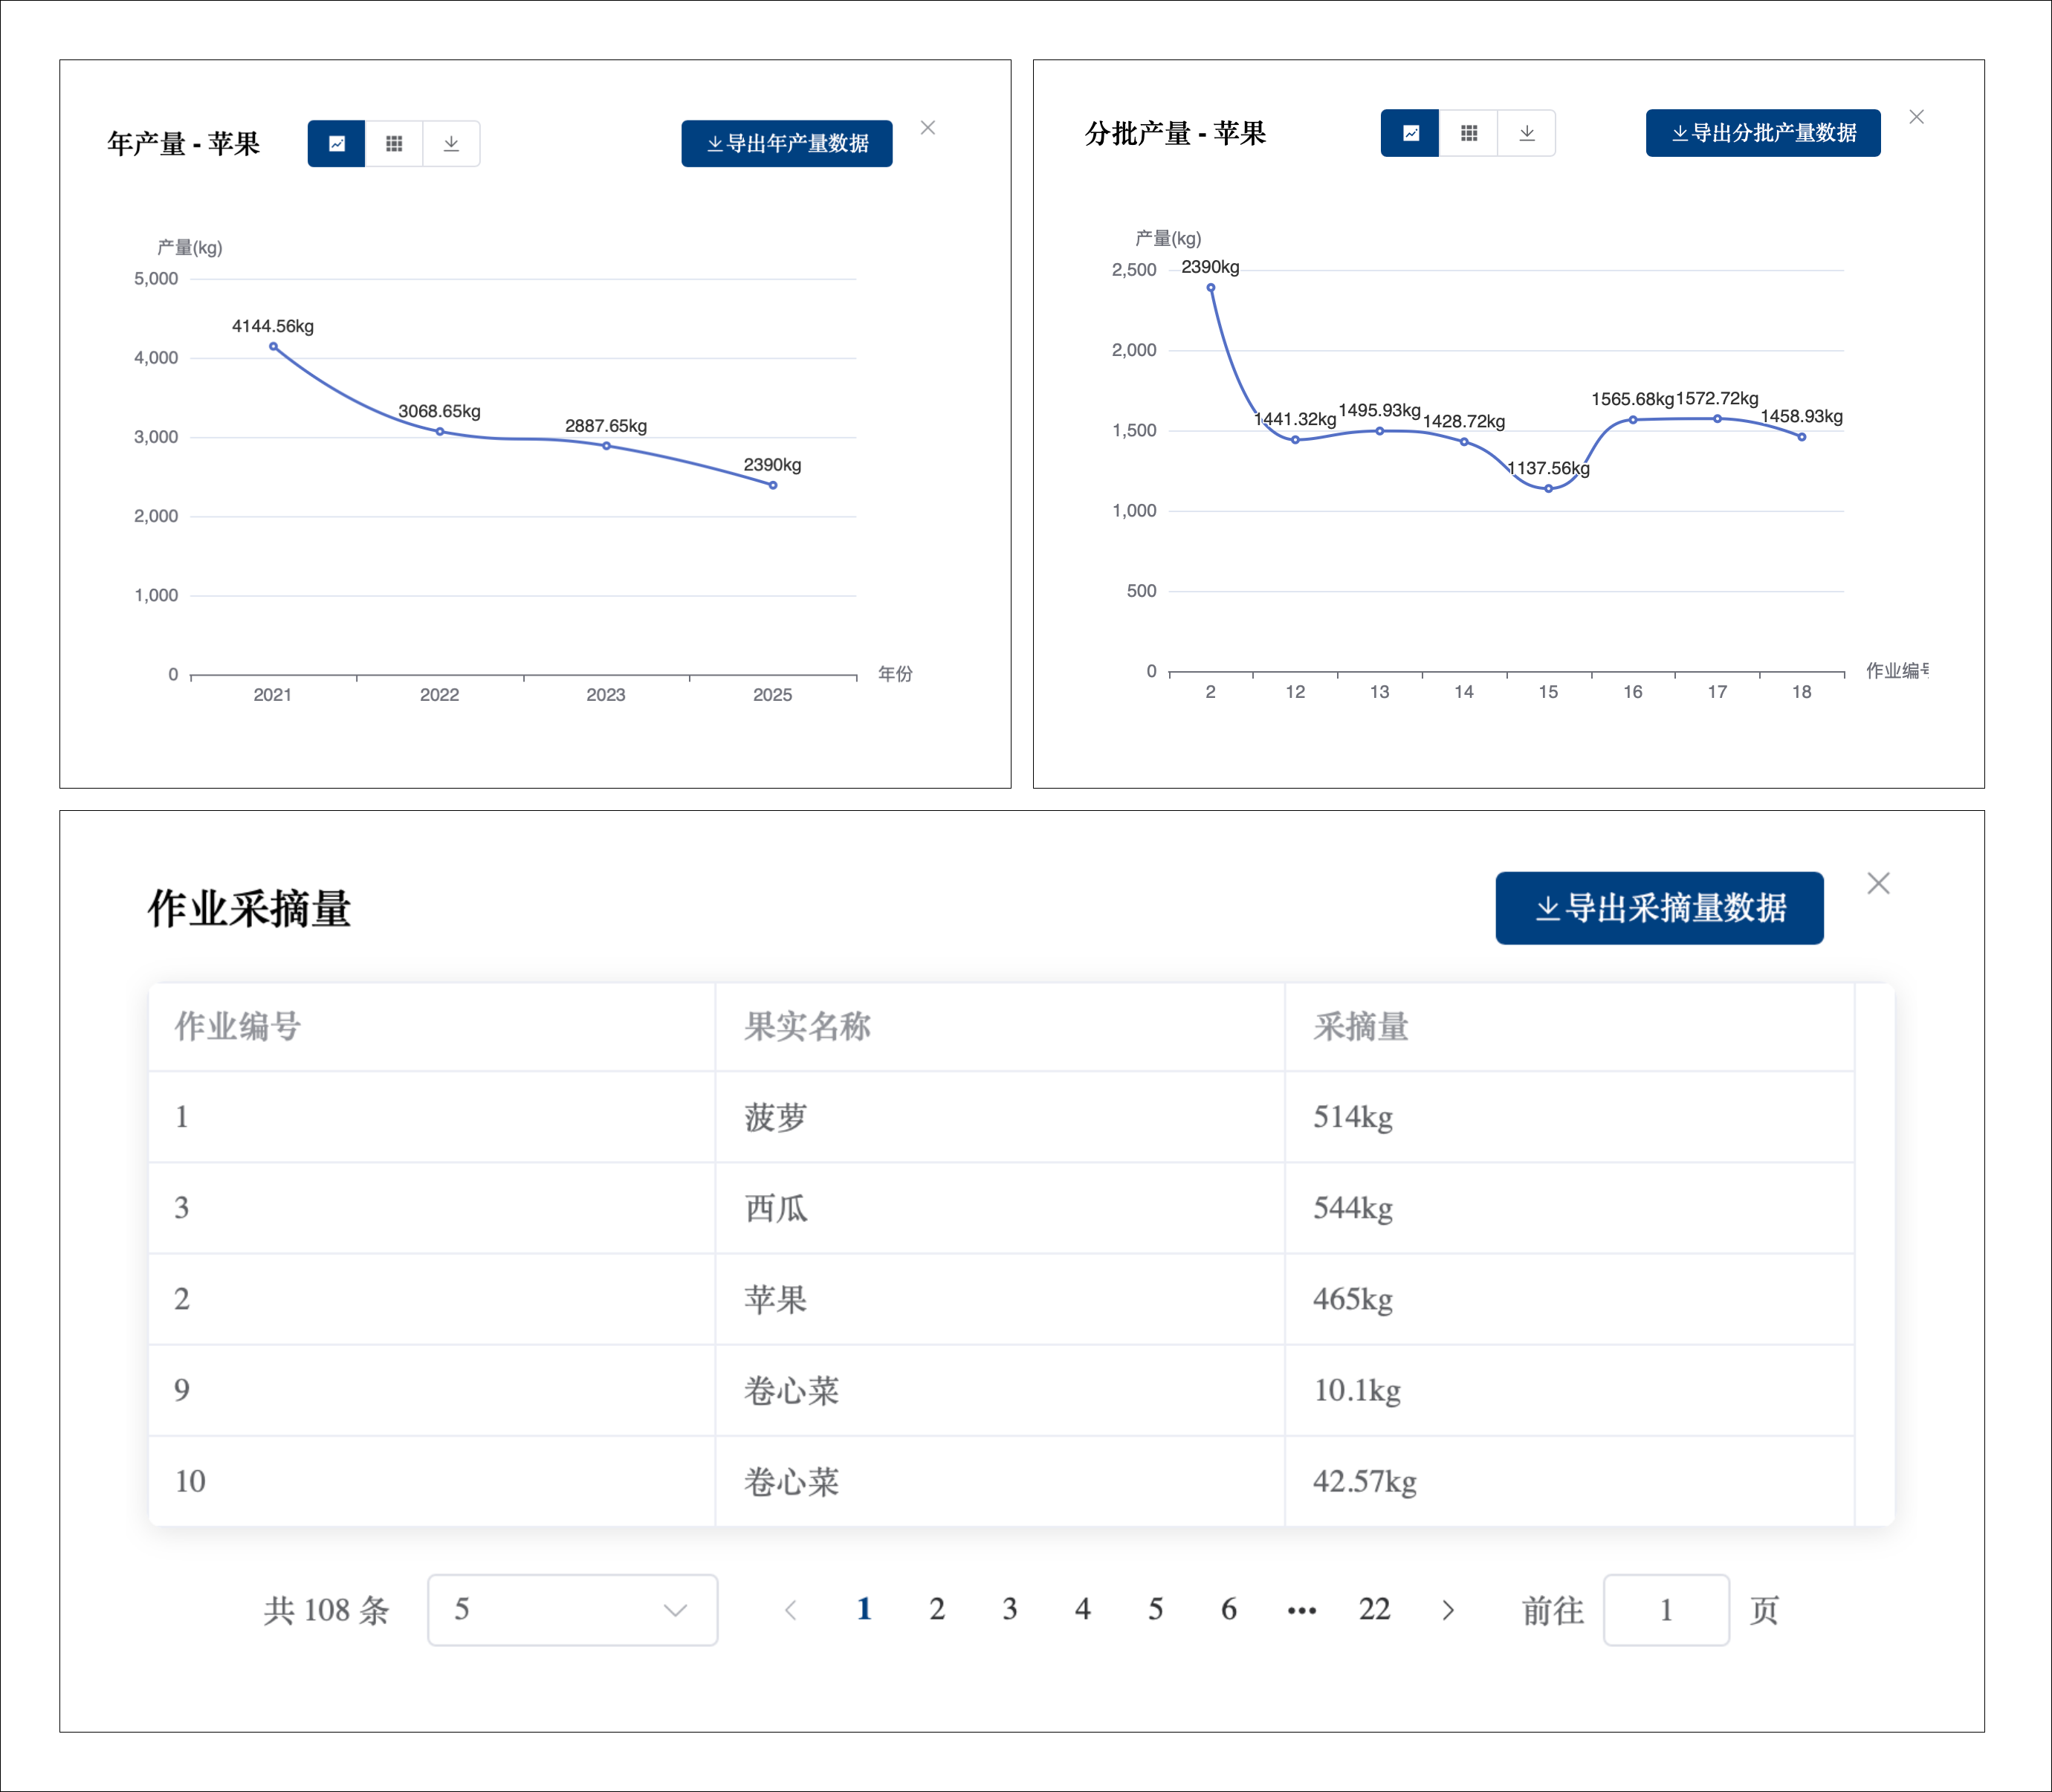 年产量 - 苹果
导出年产量数据
产量(kg)
5,000
4,000
3,000
2,000
1,000
0
4144.56kg
3068.65kg
2887.65kg
2390kg
2021 2022 2023 2025
年份
分批产量 - 苹果
导出分批产量数据
产量(kg)
2,500
2,000
1,500
1,000
500
0
2390kg
1441.32kg
1495.93kg
1428.72kg
1137.56kg
1565.68kg
1572.72kg
1458.93kg
2 12 13 14 15 16 17 18
作业编号
作业采摘量
导出采摘量数据
作业编号 果实名称 采摘量
1 菠萝 514kg
3 西瓜 544kg
2 苹果 465kg
9 卷心菜 10.1kg
10 卷心菜 42.57kg
共 108 条 5 1 2 3 4 5 6 ••• 22 前往 1 页